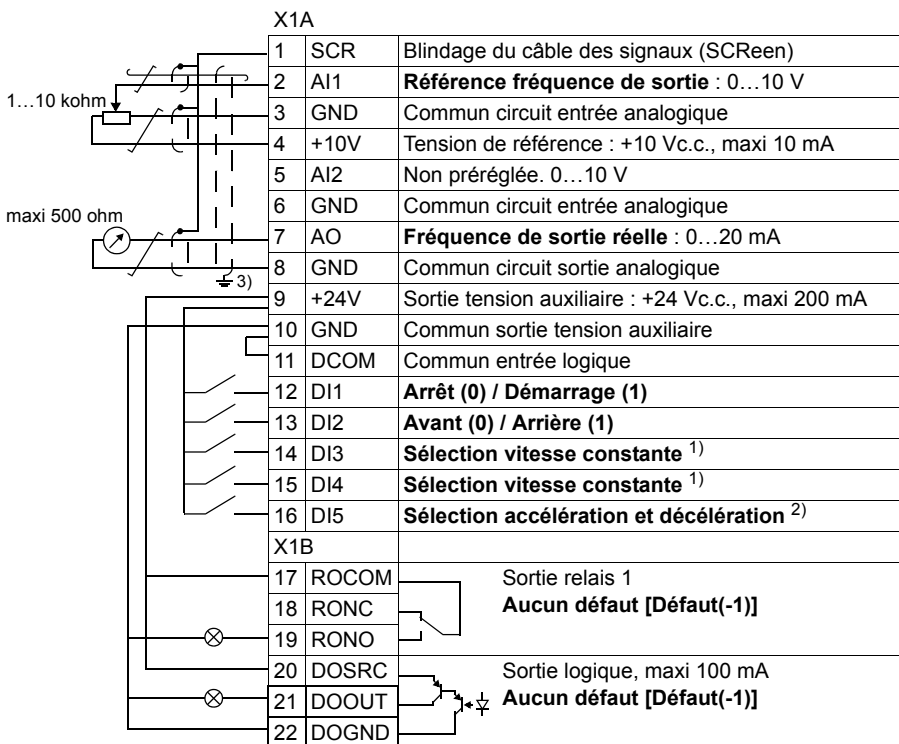 X1A
1 SCR Blindage du câble des signaux (SCReen)
2 AI1 Référence fréquence de sortie : 0…10 V
1…10 kohm
3 GND Commun circuit entrée analogique
4 +10V Tension de référence : +10 Vc.c., maxi 10 mA
5 AI2 Non préréglée. 0…10 V
6 GND Commun circuit entrée analogique
maxi 500 ohm
7 AO Fréquence de sortie réelle : 0…20 mA
8 GND Commun circuit sortie analogique
3)
9 +24V Sortie tension auxiliaire : +24 Vc.c., maxi 200 mA
10 GND Commun sortie tension auxiliaire
11 DCOM Commun entrée logique
12 DI1 Arrêt (0) / Démarrage (1)
13 DI2 Avant (0) / Arrière (1)
14 DI3 Sélection vitesse constante 1)
15 DI4 Sélection vitesse constante 1)
16 DI5 Sélection accélération et décélération 2)
X1B
17 ROCOM Sortie relais 1
18 RONC Aucun défaut [Défaut(-1)]
19 RONO
20 DOSRC Sortie logique, maxi 100 mA
21 DOOUT Aucun défaut [Défaut(-1)]
22 DOGND